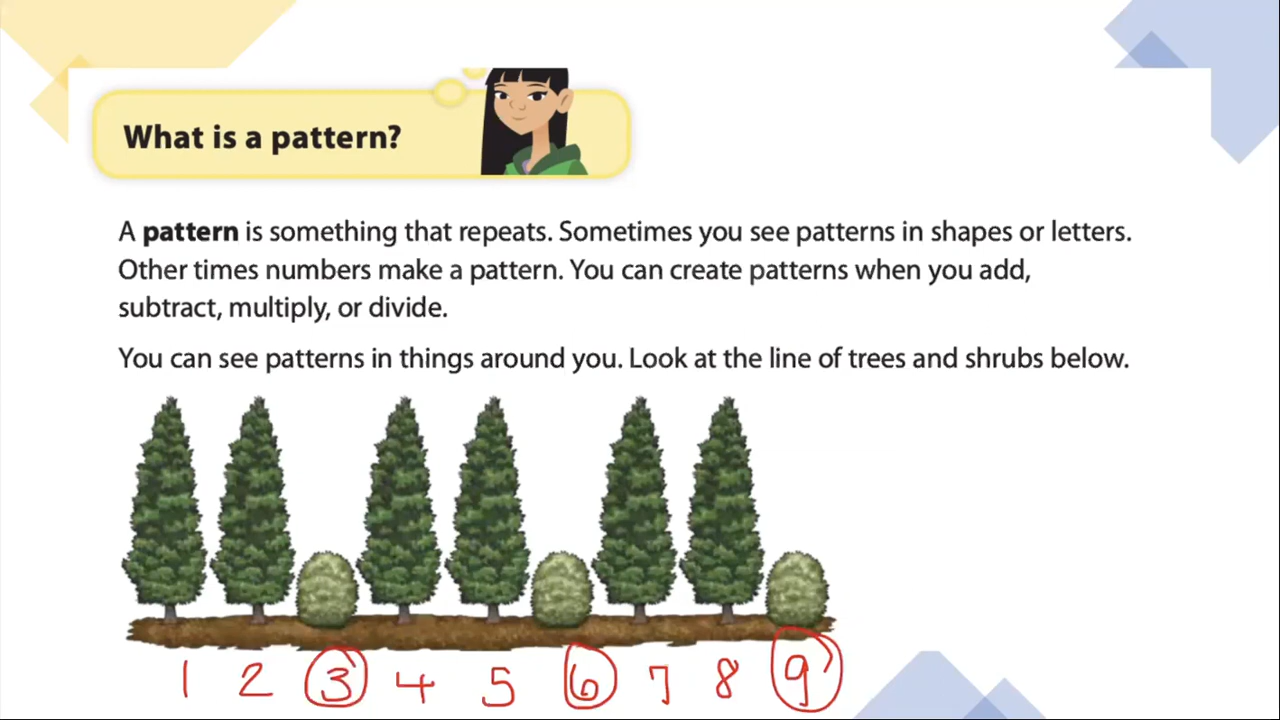 What is a pattern?
A pattern is something that repeats. Sometimes you see patterns in shapes or letters.
Other times numbers make a pattern. You can create patterns when you add,
subtract, multiply, or divide.
You can see patterns in things around you. Look at the line of trees and shrubs below.
1 2 3 4 5 6 7 8 9